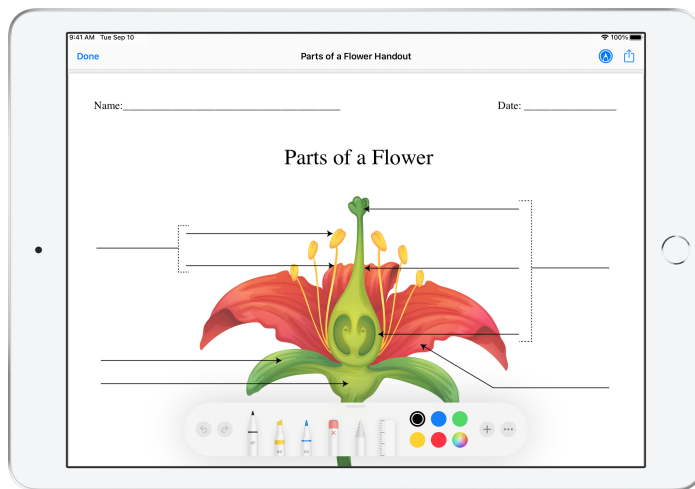 9:41 AM Tue Sep 10
100%
Done
Parts of a Flower Handout
Name:
Date:
Parts of a Flower